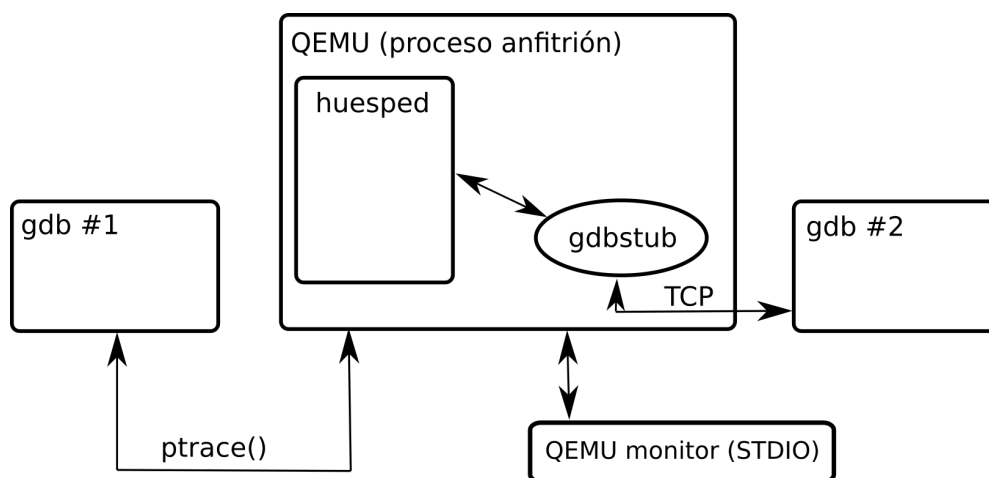 QEMU (proceso anfitrión)
huesped
gdb #1
gdbstub
gdb #2
TCP
ptrace()
QEMU monitor (STDIO)